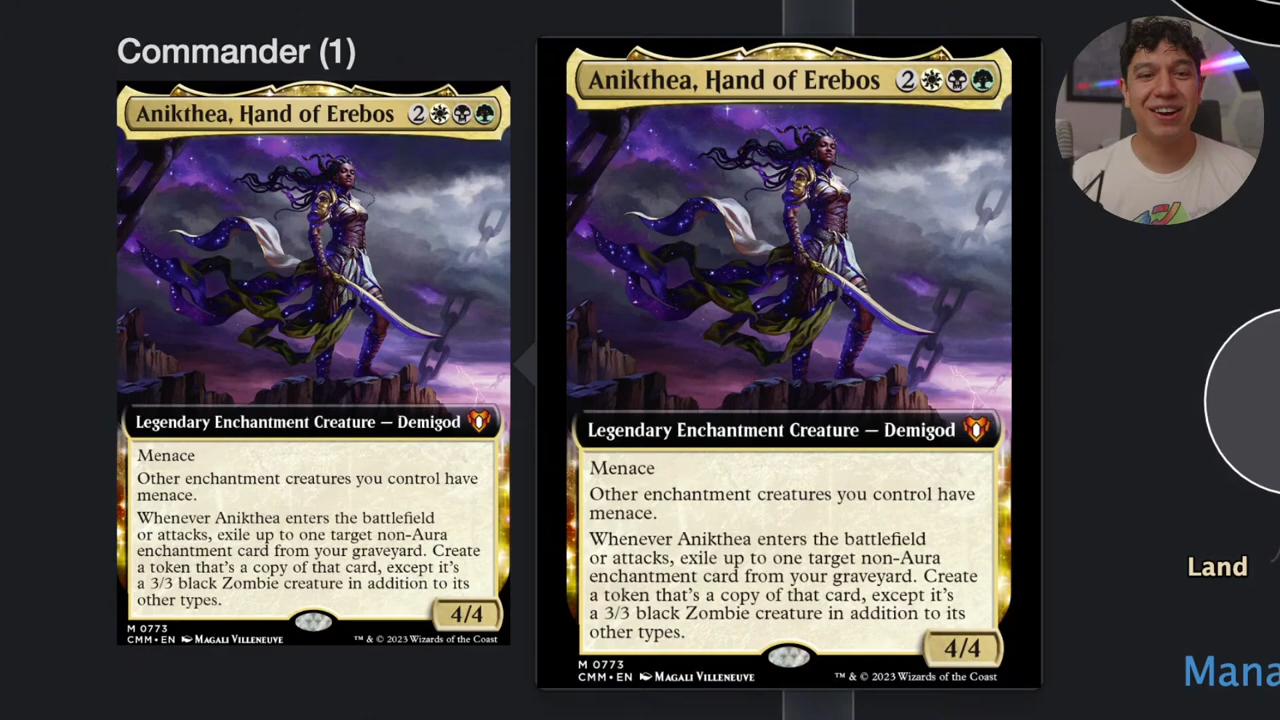 Commander (1)
Anikthea, Hand of Erebos 2
Legendary Enchantment Creature — Demigod
Menace
Other enchantment creatures you control have
menace.
Whenever Anikthea enters the battlefield
or attacks, exile up to one target non-Aura
enchantment card from your graveyard. Create
a token that's a copy of that card, except it's
a 3/3 black Zombie creature in addition to its
other types.
4/4
M 0773
CMM • EN Magali Villeneuve ™ & © 2023 Wizards of the Coast
Anikthea, Hand of Erebos 2
Legendary Enchantment Creature — Demigod
Menace
Other enchantment creatures you control have
menace.
Whenever Anikthea enters the battlefield
or attacks, exile up to one target non-Aura
enchantment card from your graveyard. Create
a token that's a copy of that card, except it's
a 3/3 black Zombie creature in addition to its
other types.
4/4
M 0773
CMM • EN Magali Villeneuve ™ & © 2023 Wizards of the Coast
Land
Mana